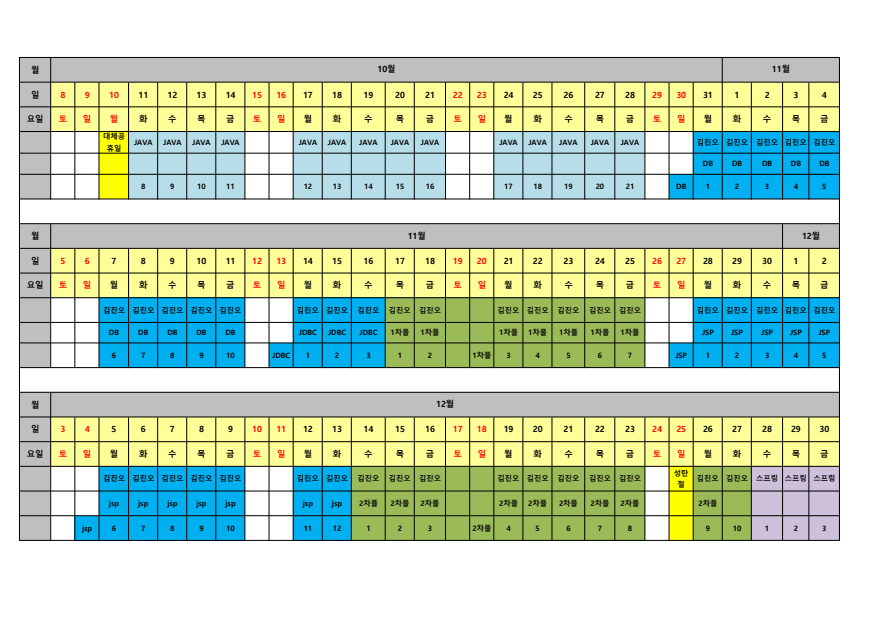 월 10월 11월
일 8 9 10 11 12 13 14 15 16 17 18 19 20 21 22 23 24 25 26 27 28 29 30 31 1 2 3 4
요일 토 일 월 화 수 목 금 토 일 월 화 수 목 금 토 일 월 화 수 목 금 토 일 월 화 수 목 금
대체공휴일 JAVA JAVA JAVA JAVA JAVA JAVA JAVA JAVA JAVA JAVA JAVA JAVA JAVA JAVA 김진오 김진오 김진오 김진오 김진오
DB DB DB DB DB
8 9 10 11 12 13 14 15 16 17 18 19 20 21 DB 1 2 3 4 5
월 11월 12월
일 5 6 7 8 9 10 11 12 13 14 15 16 17 18 19 20 21 22 23 24 25 26 27 28 29 30 1 2
요일 토 일 월 화 수 목 금 토 일 월 화 수 목 금 토 일 월 화 수 목 금 토 일 월 화 수 목 금
김진오 김진오 김진오 김진오 김진오 김진오 김진오 김진오 김진오 김진오 김진오 김진오 김진오 김진오 김진오 김진오 김진오 김진오 김진오 김진오
DB DB DB DB DB JDBC JDBC JDBC 1차플 1차플 1차플 1차플 1차플 1차플 1차플 JSP JSP JSP JSP JSP
6 7 8 9 10 JDBC 1 2 3 1 2 1차플 3 4 5 6 7 JSP 1 2 3 4 5
월 12월
일 3 4 5 6 7 8 9 10 11 12 13 14 15 16 17 18 19 20 21 22 23 24 25 26 27 28 29 30
요일 토 일 월 화 수 목 금 토 일 월 화 수 목 금 토 일 월 화 수 목 금 토 일 월 화 수 목 금
김진오 김진오 김진오 김진오 김진오 김진오 김진오 김진오 김진오 김진오 김진오 김진오 김진오 김진오 김진오 성탄절 김진오 김진오 스프링 스프링 스프링
jsp jsp jsp jsp jsp jsp jsp 2차플 2차플 2차플 2차플 2차플 2차플 2차플 2차플 2차플
jsp 6 7 8 9 10 11 12 1 2 3 2차플 4 5 6 7 8 9 10 1 2 3